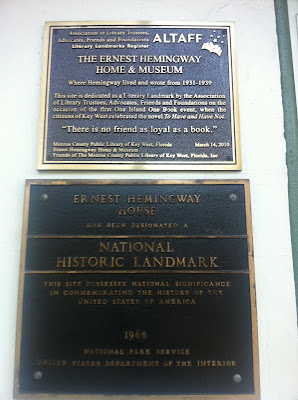 Association of Library Trustees,
Advocates, Friends and Foundations ALTAFF
Literary Landmarks Register
THE ERNEST HEMINGWAY
HOME & MUSEUM
Where Hemingway lived and wrote from 1931-1939
This site is dedicated as a Literary Landmark by the Association
of Library Trustees, Advocates, Friends and Foundations on the
occasion of the first One Island One Book event, when the
citizens of Key West celebrated the novel To Have and Have Not.
"There is no friend as loyal as a book."
Monroe County Public Library of Key West, Florida March 14, 2010
Ernest Hemingway Home & Museum
Friends of The Monroe County Public Library of Key West, Florida, Inc
ERNEST HEMINGWAY
HOUSE
HAS BEEN DESIGNATED A
NATIONAL
HISTORIC LANDMARK
THIS SITE POSSESSES NATIONAL SIGNIFICANCE
IN COMMEMORATING THE HISTORY OF THE
UNITED STATES OF AMERICA
1968
NATIONAL PARK SERVICE
UNITED STATES DEPARTMENT OF THE INTERIOR